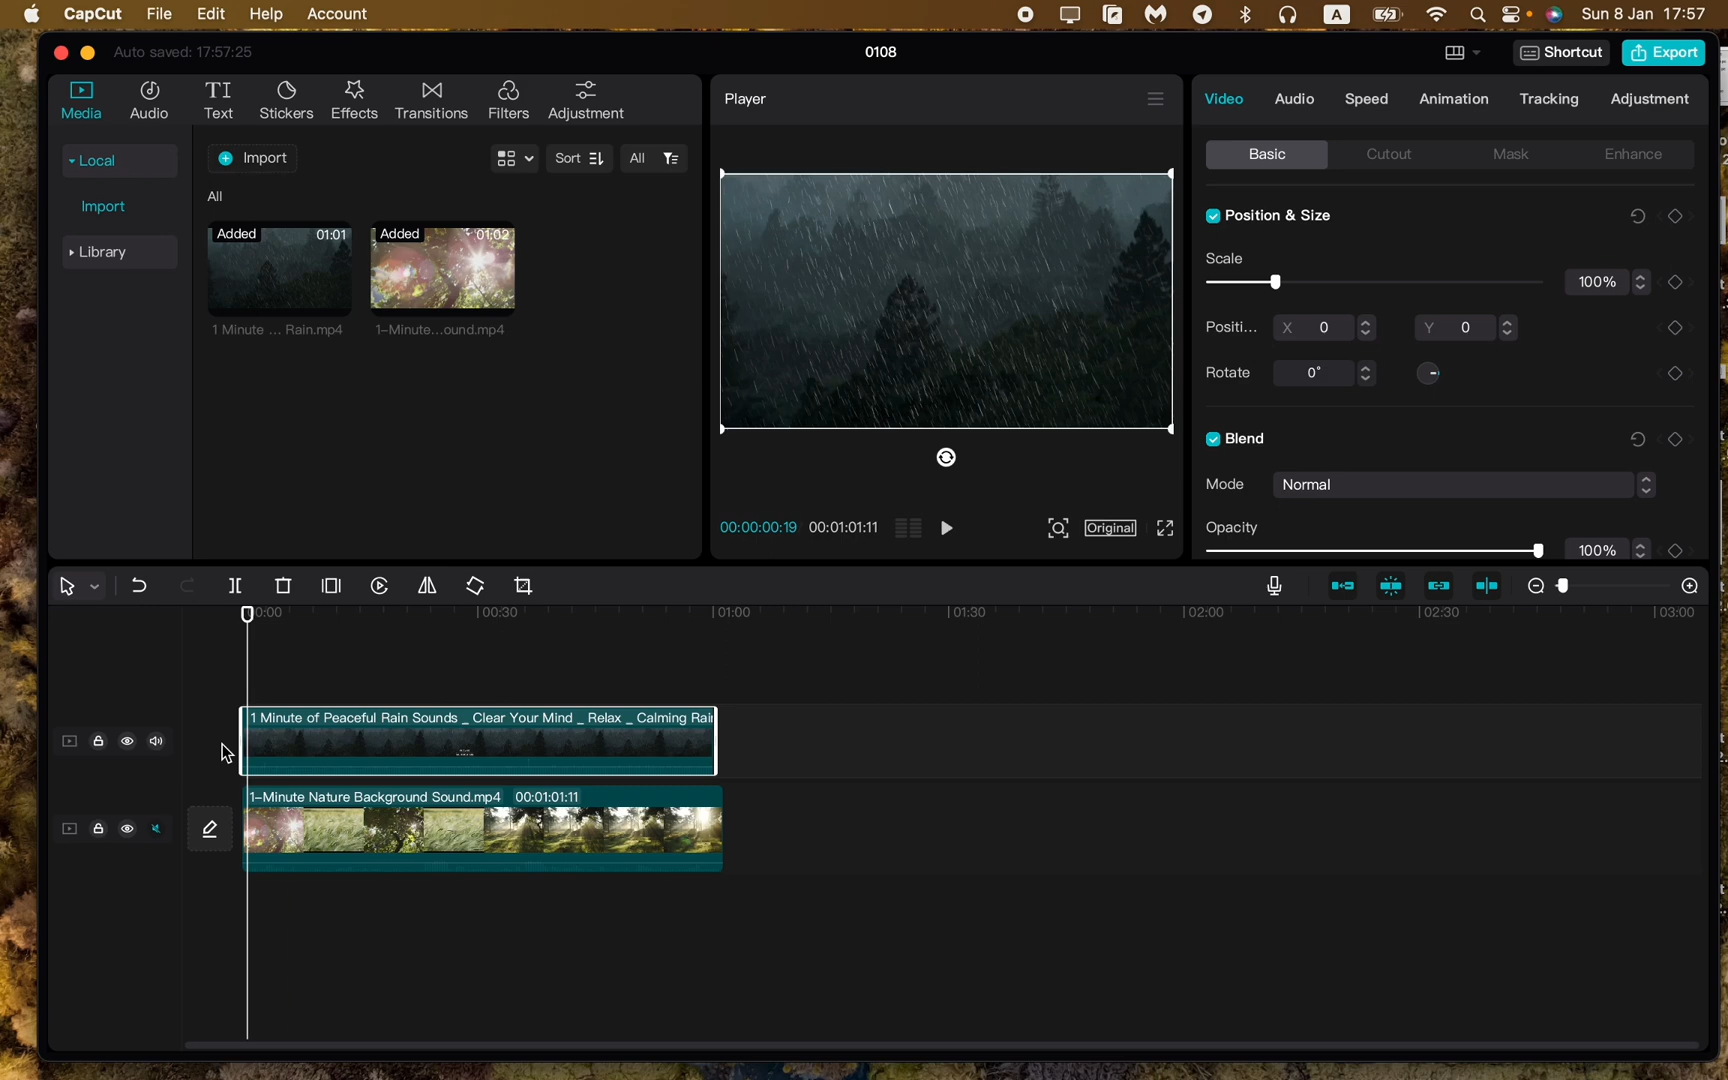 CapCut File Edit Help Account
A
Sun 8 Jan 17:57
Auto saved: 17:57:25
0108
Shortcut
Export
Media
Audio
TI
Text
Stickers
Effects
Transitions
Filters
Adjustment
Local
Import
Library
Import
Sort
All
All
Added
01:01
1 Minute ... Rain.mp4
Added
01:02
1-Minute...ound.mp4
Player
00:00:00:19 00:01:01:11
Original
Video
Audio
Speed
Animation
Tracking
Adjustment
Basic
Cutout
Mask
Enhance
Position & Size
Scale
100%
Positi...
X 0
Y 0
Rotate
0°
Blend
Mode
Normal
Opacity
100%
00:00
00:30
01:00
01:30
02:00
02:30
03:00
1 Minute of Peaceful Rain Sounds _ Clear Your Mind _ Relax _ Calming Rai
1-Minute Nature Background Sound.mp4 00:01:01:11